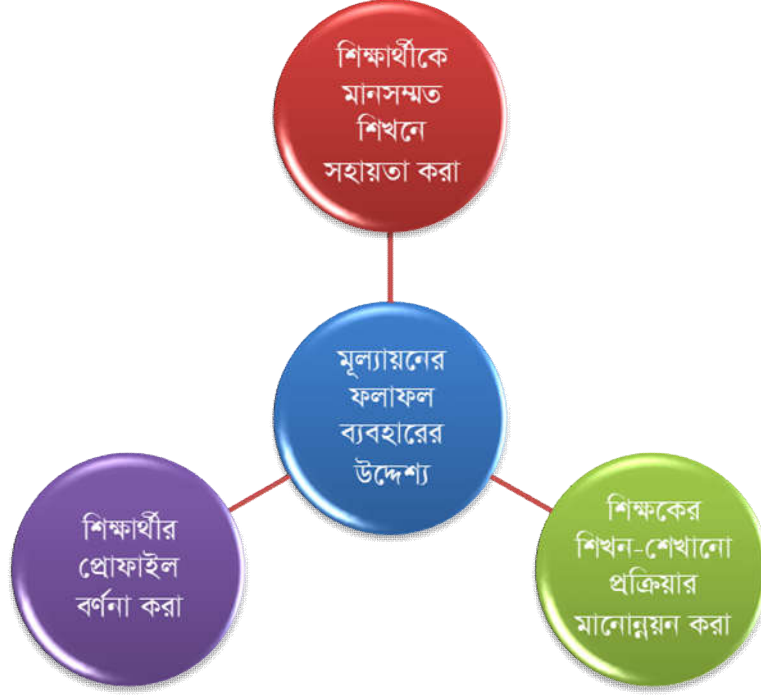 শিক্ষার্থীকে
মানসম্মত
শিখনে
সহায়তা করা
মূল্যায়নের
ফলাফল
ব্যবহারের
উদ্দেশ্য
শিক্ষার্থীর
প্রোফাইল
বর্ণনা করা
শিক্ষকের
শিখন-শেখানো
প্রক্রিয়ার
মানোন্নয়ন করা